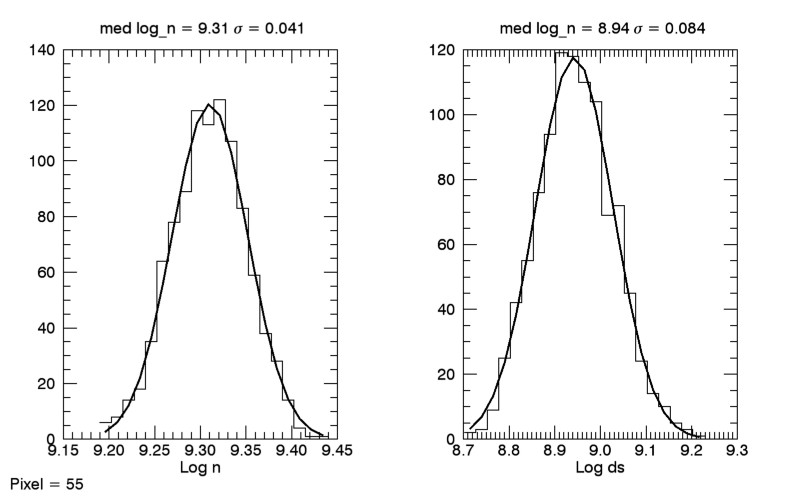 med log_n = 9.31 σ = 0.041
med log_n = 8.94 σ = 0.084
140
120
100
80
60
40
20
0
9.15 9.20 9.25 9.30 9.35 9.40 9.45
Log n
120
100
80
60
40
20
0
8.7 8.8 8.9 9.0 9.1 9.2 9.3
Log ds
Pixel = 55